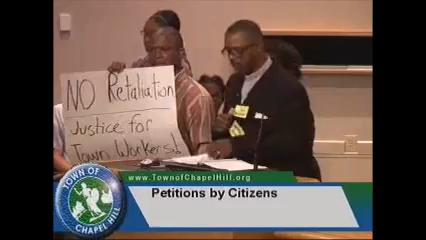 NO Retaliation
Justice for
Town Workers!
www.TownofChapelHill.org
Petitions by Citizens
TOWN OF
CHAPEL HILL